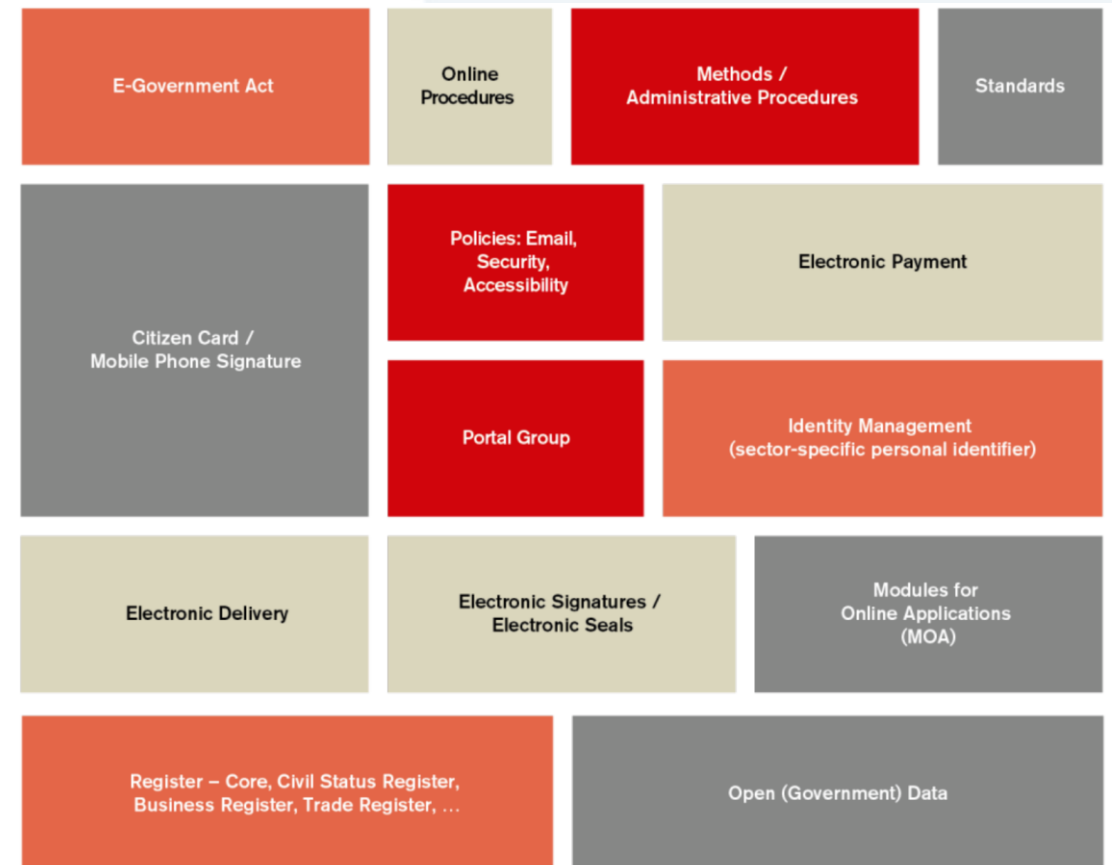 E-Government Act
Online
Procedures
Methods /
Administrative Procedures
Standards
Citizen Card /
Mobile Phone Signature
Policies: Email,
Security,
Accessibility
Electronic Payment
Portal Group
Identity Management
(sector-specific personal identifier)
Electronic Delivery
Electronic Signatures /
Electronic Seals
Modules for
Online Applications
(MOA)
Register – Core, Civil Status Register,
Business Register, Trade Register, …
Open (Government) Data